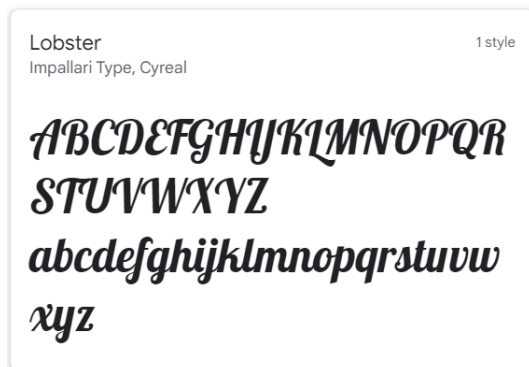 Lobster
1 style
Impallari Type, Cyreal
ABCDEFGHIJKLMNOPQR
STUVWXYZ
abcdefghijklmnopqrstuvw
xyz